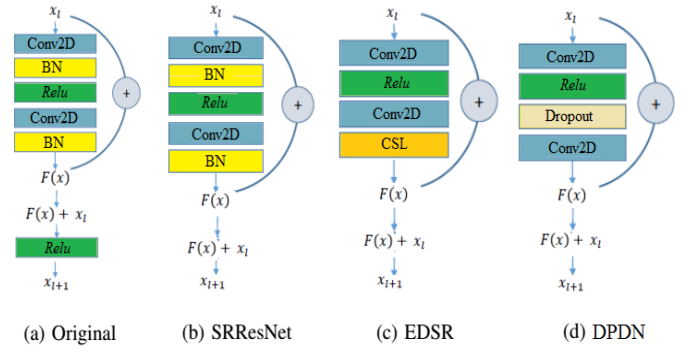 x_l
Conv2D
BN
Relu
Conv2D
BN
+
F(x)
F(x) + x_l
Relu
x_{l+1}
(a) Original
x_l
Conv2D
BN
Relu
Conv2D
BN
+
F(x)
F(x) + x_l
x_{l+1}
(b) SRResNet
x_l
Conv2D
Relu
Conv2D
CSL
+
F(x)
F(x) + x_l
x_{l+1}
(c) EDSR
x_l
Conv2D
Relu
Dropout
Conv2D
+
F(x)
F(x) + x_l
x_{l+1}
(d) DPDN